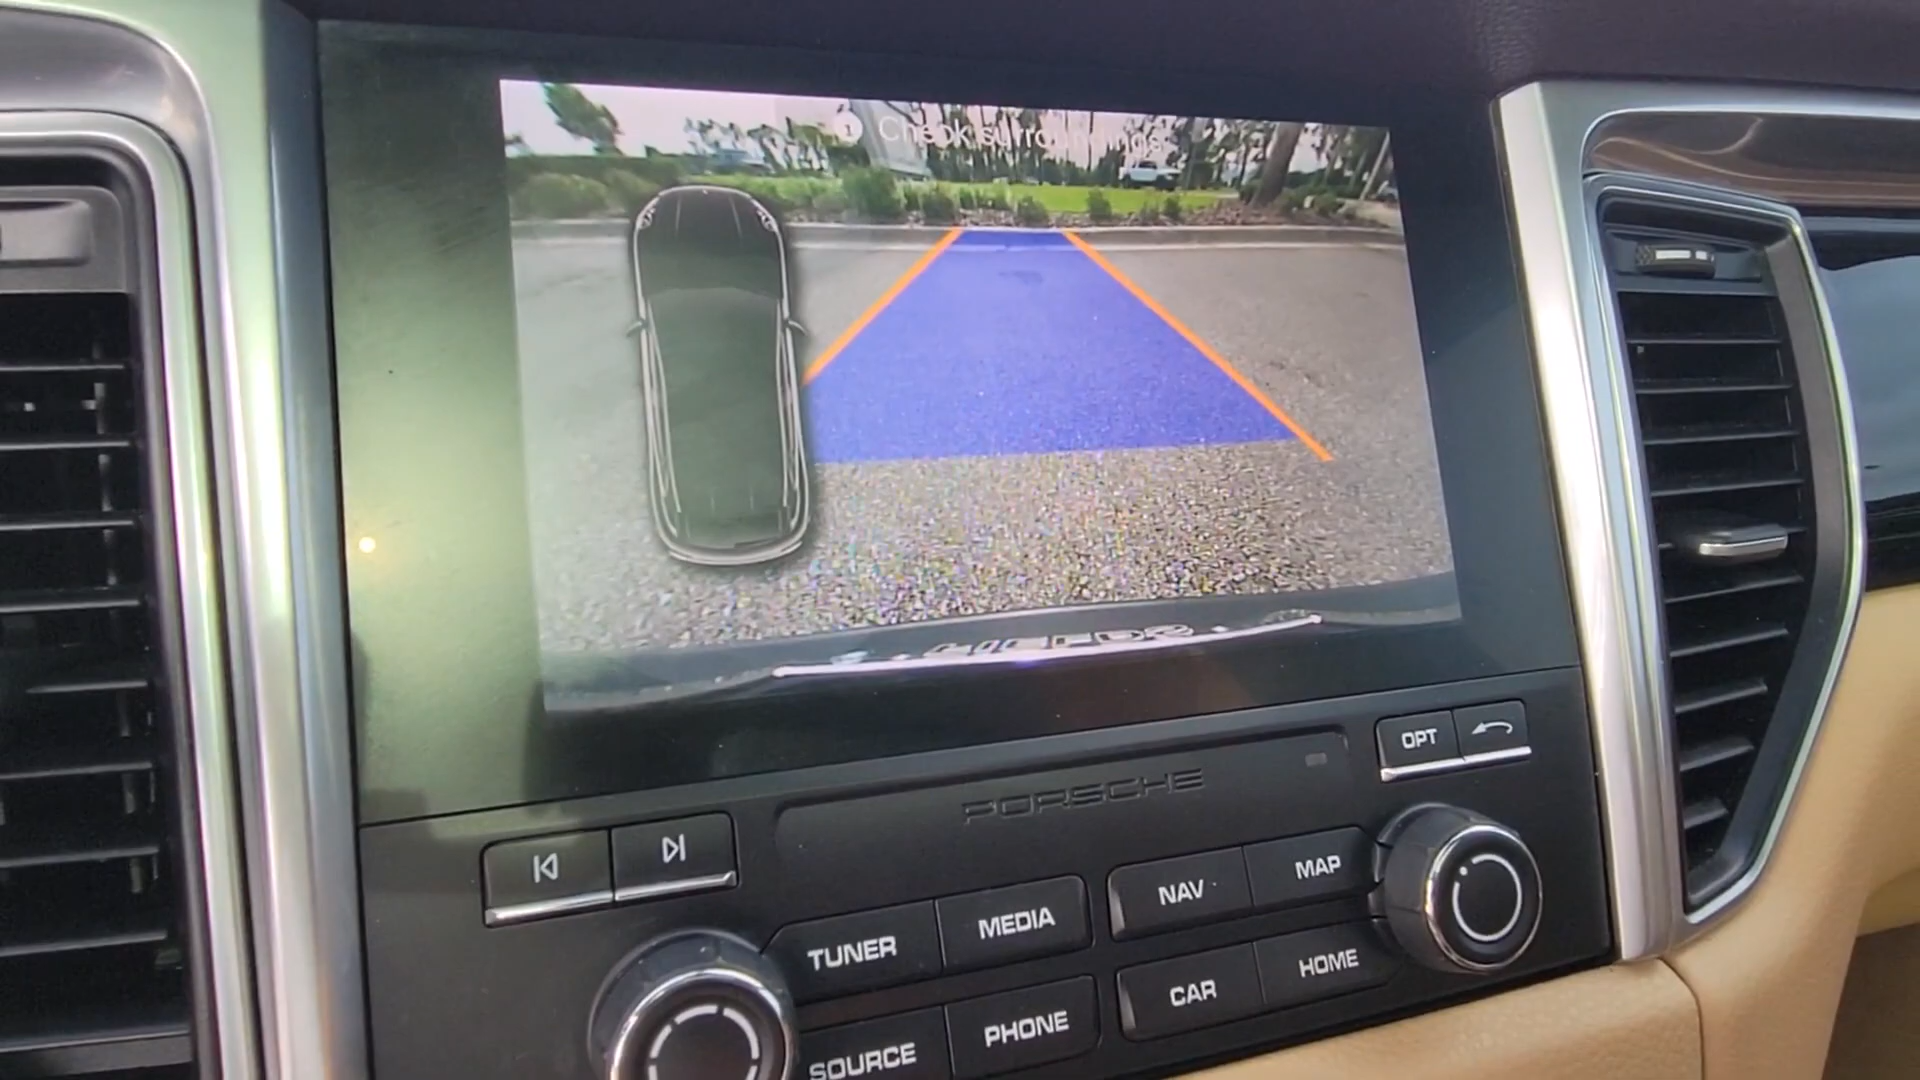 Check surroundings
OPT
PORSCHE
MEDIA
NAV
MAP
TUNER
CAR
HOME
SOURCE
PHONE